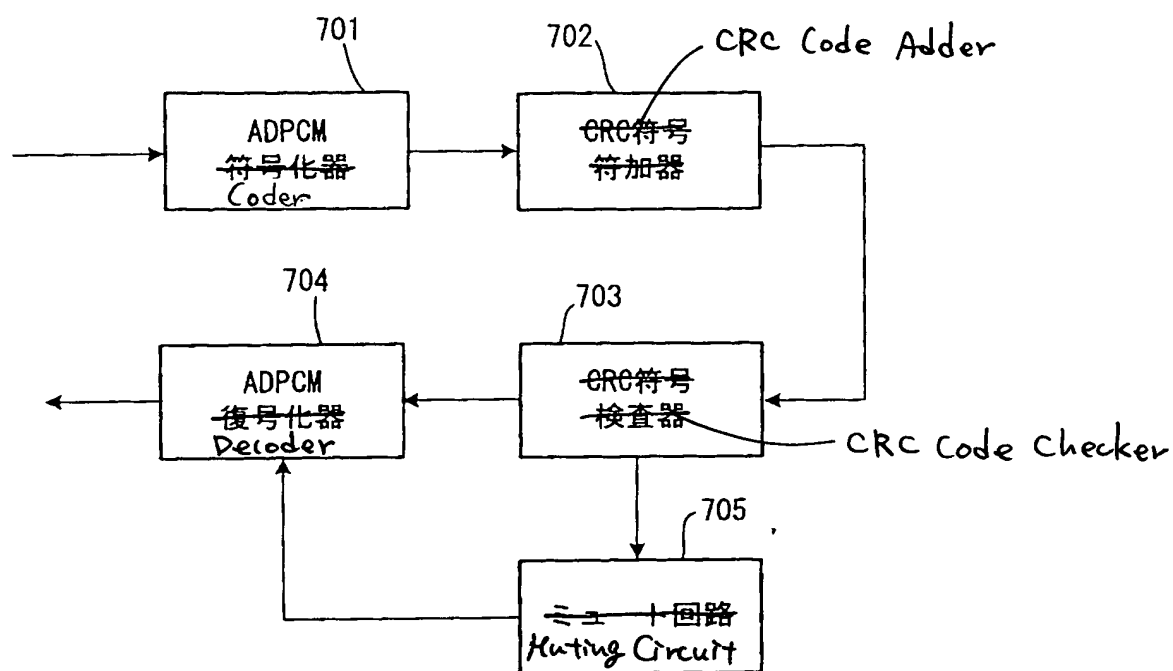 701
702
CRC Code Adder
ADPCM
符号化器
Coder
CRC符号
符加器
704
703
ADPCM
復号化器
Decoder
CRC符号
検査器
CRC Code Checker
705
ミュート回路
Muting Circuit